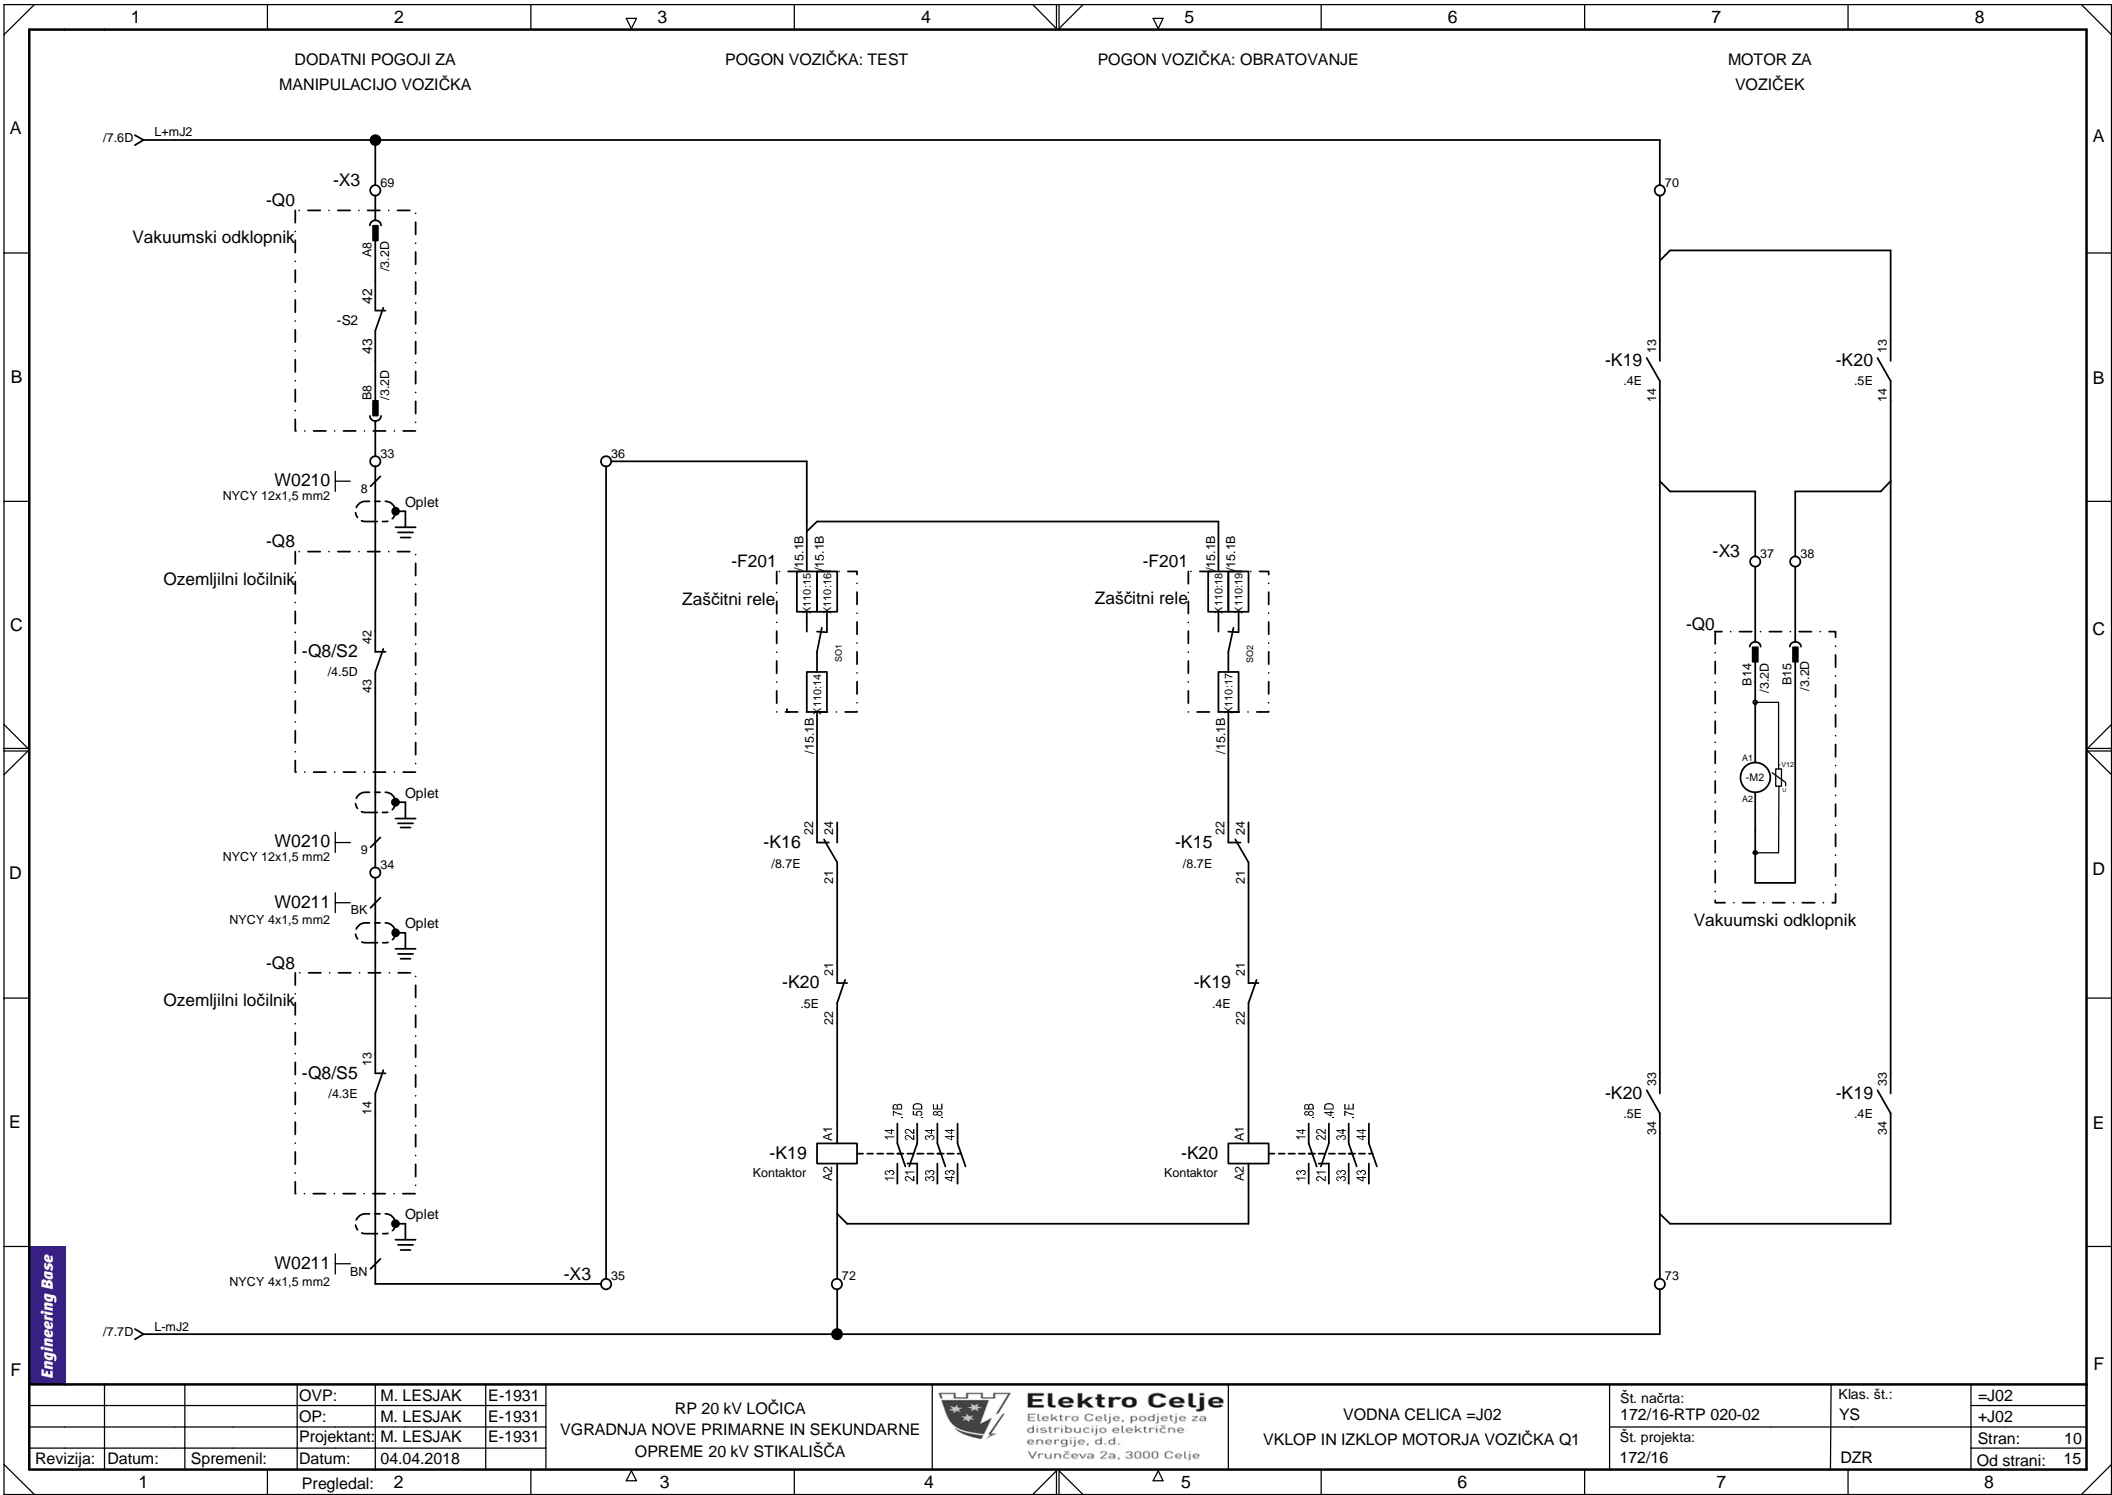 1 2 3 4 5 6 7 8
DODATNI POGOJI ZA
MANIPULACIJO VOZIČKA
POGON VOZIČKA: TEST
POGON VOZIČKA: OBRATOVANJE
MOTOR ZA
VOZIČEK
A
A
/7.6D
L+mJ2
-X3
69
70
-Q0
Vakuumski odklopnik
A8
/3.2D
42
-S2
43
B8
/3.2D
B
B
-K19
.4E
13
14
-K20
.5E
13
14
33
W0210
NYCY 12x1,5 mm2
8
Oplet
36
-Q8
Ozemljilni ločilnik
42
-Q8/S2
/4.5D
43
C
C
-F201
Zaščitni rele
/15.1B
/15.1B
X110:15
X110:16
SO1
X110:14
/15.1B
-F201
Zaščitni rele
/15.1B
/15.1B
X110:18
X110:19
SO2
X110:17
/15.1B
-X3
37
38
-Q0
B14
/3.2D
B15
/3.2D
A1
-M2
A2
-V12
U
Vakuumski odklopnik
Oplet
W0210
NYCY 12x1,5 mm2
9
34
W0211
NYCY 4x1,5 mm2
BK
Oplet
D
D
-K16
/8.7E
22
24
21
-K15
/8.7E
22
24
21
-Q8
Ozemljilni ločilnik
-K20
.5E
21
22
-K19
.4E
21
22
13
-Q8/S5
/4.3E
14
E
E
-K19
Kontaktor
A1
A2
14
22
34
44
13
21
33
43
.7B
.5D
.8E
-K20
Kontaktor
A1
A2
14
22
34
44
13
21
33
43
.8B
.4D
.7E
-K20
.5E
33
34
-K19
.4E
33
34
Oplet
W0211
NYCY 4x1,5 mm2
BN
-X3
35
72
73
/7.7D
L-mJ2
F
F
Engineering Base
OVP: M. LESJAK E-1931
OP: M. LESJAK E-1931
Projektant: M. LESJAK E-1931
Revizija: Datum: Spremenil: Datum: 04.04.2018
Pregledal:
RP 20 kV LOČICA
VGRADNJA NOVE PRIMARNE IN SEKUNDARNE
OPREME 20 kV STIKALIŠČA
Elektro Celje
Elektro Celje, podjetje za
distribucijo električne
energije, d.d.
Vrunčeva 2a, 3000 Celje
VODNA CELICA =J02
VKLOP IN IZKLOP MOTORJA VOZIČKA Q1
Št. načrta:
172/16-RTP 020-02
Št. projekta:
172/16
Klas. št.:
YS
DZR
=J02
+J02
Stran: 10
Od strani: 15
1 2 3 4 5 6 7 8